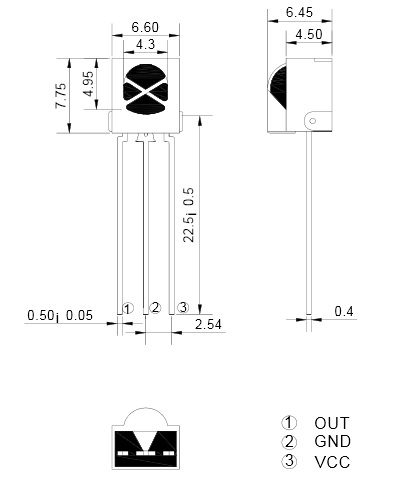 6.60
4.3
6.45
4.50
7.75
4.95
22.5¡ 0.5
0.50¡ 0.05
① ② ③
2.54
0.4
① OUT
② GND
③ VCC